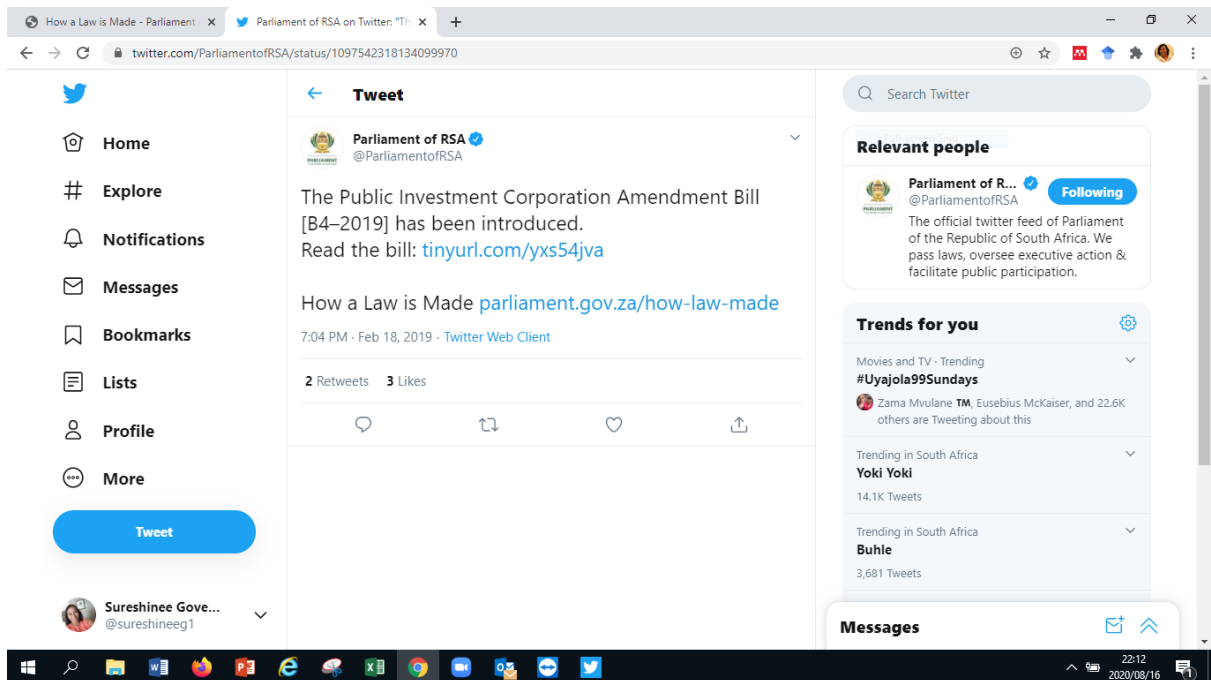 How a Law is Made - Parliament
Parliament of RSA on Twitter: "Th
twitter.com/ParliamentofRSA/status/1097542318134099970
Home
Explore
Notifications
Messages
Bookmarks
Lists
Profile
More
Tweet
Sureshinee Gove...
@sureshineeg1
Tweet
Parliament of RSA
@ParliamentofRSA
The Public Investment Corporation Amendment Bill
[B4–2019] has been introduced.
Read the bill: tinyurl.com/yxs54jva
How a Law is Made parliament.gov.za/how-law-made
7:04 PM · Feb 18, 2019 · Twitter Web Client
2 Retweets 3 Likes
Search Twitter
Relevant people
Parliament of R...
@ParliamentofRSA
Following
The official twitter feed of Parliament
of the Republic of South Africa. We
pass laws, oversee executive action &
facilitate public participation.
Trends for you
Movies and TV · Trending
#Uyajola99Sundays
Zama Mvulane TM, Eusebius McKaiser, and 22.6K
others are Tweeting about this
Trending in South Africa
Yoki Yoki
14.1K Tweets
Trending in South Africa
Buhle
3,681 Tweets
Messages
22:12
2020/08/16